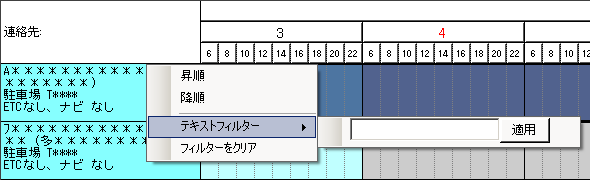 連絡先:
3 4
6 8 10 12 14 16 18 20 22 6 8 10 12 14 16 18 20 22 6 8 10 12
A*************
*******)
駐車場 T****
ETCなし、ナビ なし
昇順
降順
テキストフィルター
フィルターをクリア
適用
ﾌ************
** (多*********
駐車場 T****
ETCなし、ナビ なし